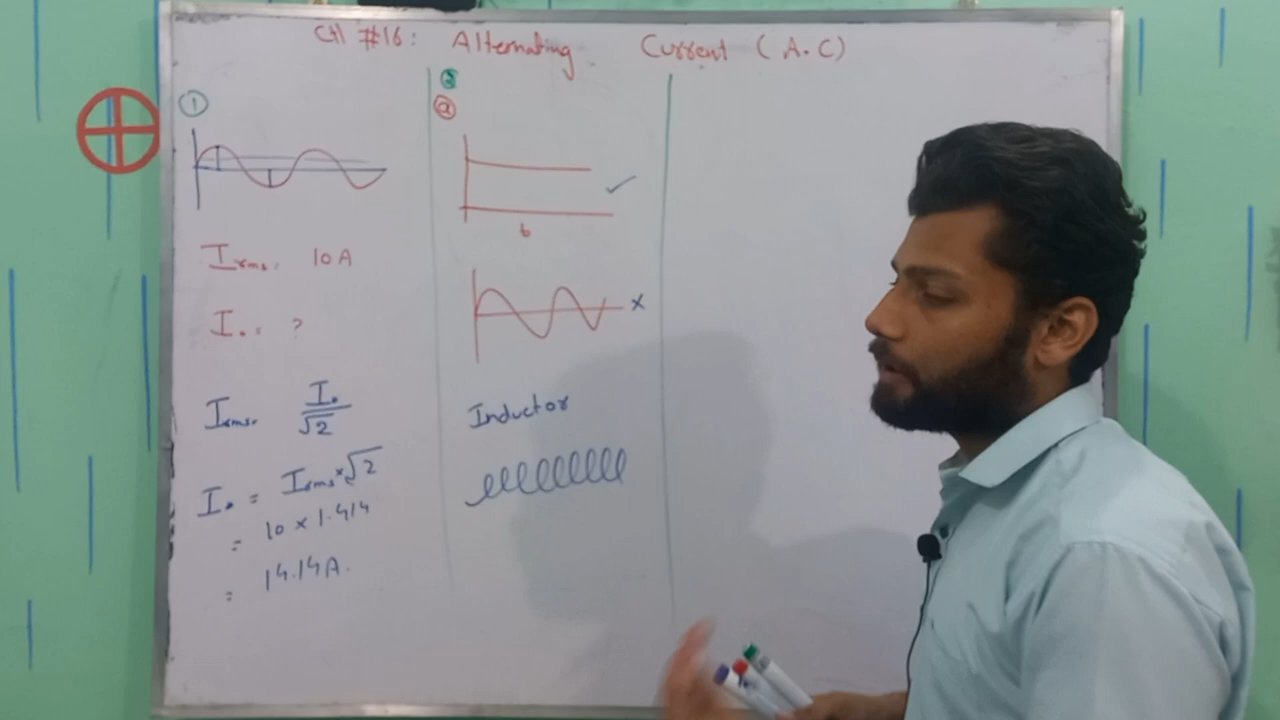 CH #16: Alternating Current (A.C)
①
Irms. 10A
I₀ = ?
Irms. I₀/√2
I₀ = Irms × √2
= 10 × 1.414
= 14.14A.
②
ⓐ
✓
t
×
Inductor